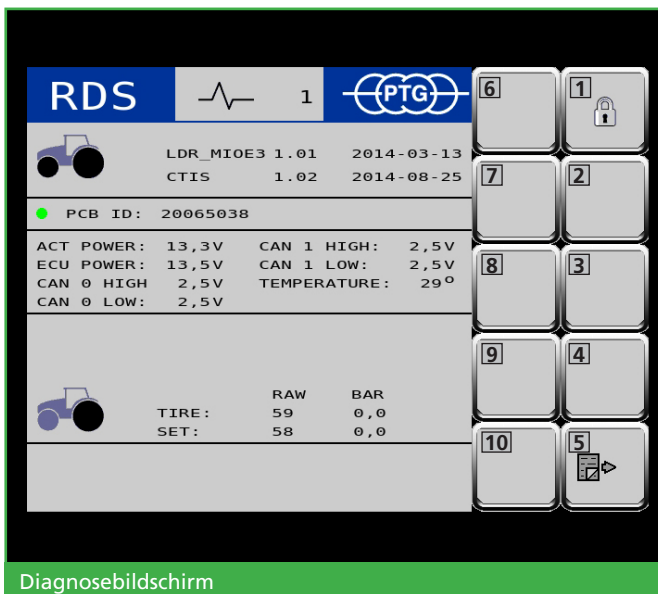 RDS 1 PTG
LDR_MIOE3 1.01 2014-03-13
CTIS 1.02 2014-08-25
PCB ID: 20065038
ACT POWER: 13,3V CAN 1 HIGH: 2,5V
ECU POWER: 13,5V CAN 1 LOW: 2,5V
CAN 0 HIGH 2,5V TEMPERATURE: 29°
CAN 0 LOW: 2,5V
RAW BAR
TIRE: 59 0,0
SET: 58 0,0
6 1
7 2
8 3
9 4
10 5
Diagnosebildschirm